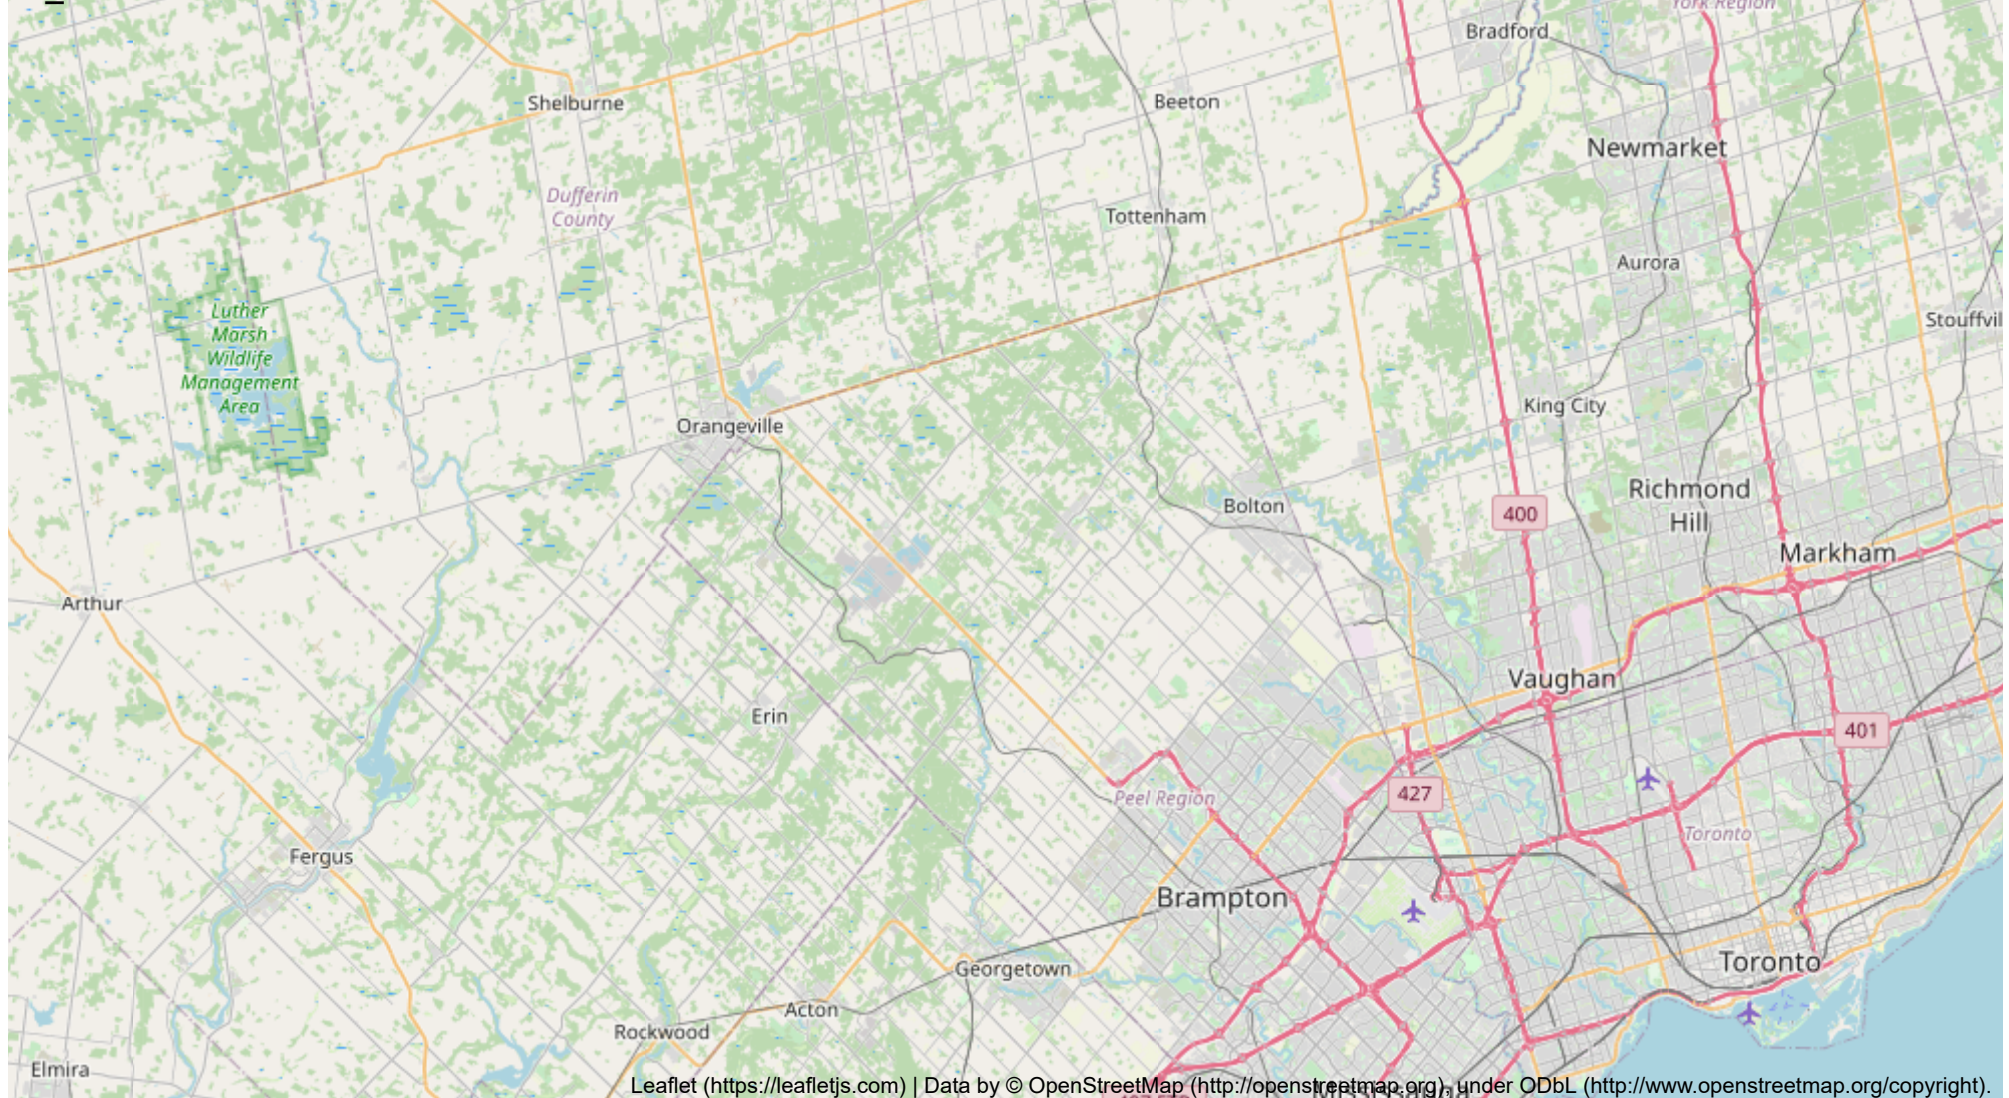 York Region
Bradford
Shelburne
Beeton
Newmarket
Dufferin
County
Tottenham
Aurora
Luther
Marsh
Wildlife
Management
Area
Stouffvil
King City
Orangeville
Richmond
Hill
Bolton
400
Markham
Arthur
Vaughan
Erin
401
Peel Region
427
Toronto
Fergus
Brampton
Toronto
Georgetown
Acton
Rockwood
Elmira
Leaflet (https://leafletjs.com) | Data by © OpenStreetMap (http://openstreetmap.org), under ODbL (http://www.openstreetmap.org/copyright).
Mississauga